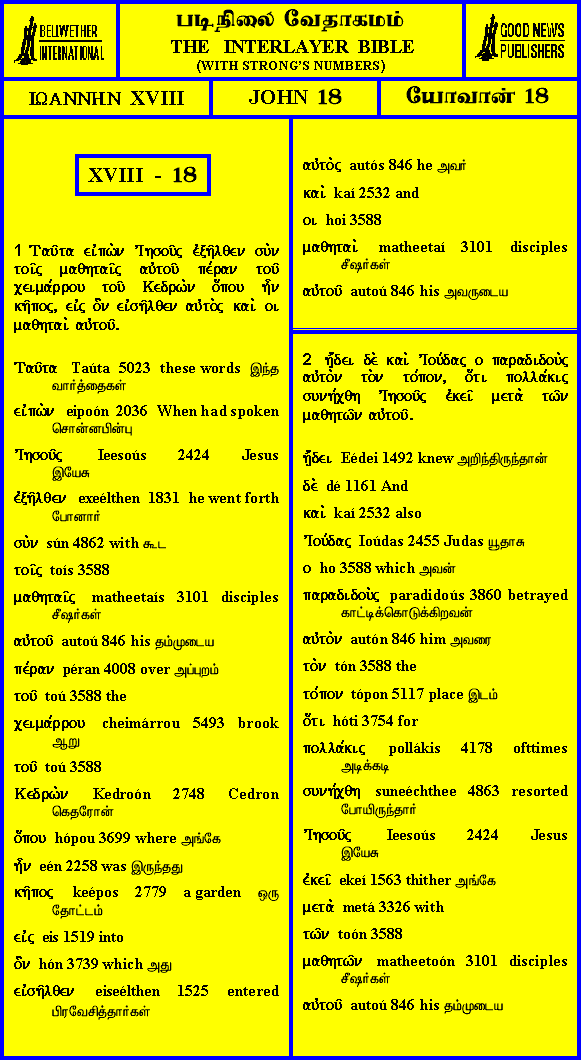 BELLWETHER
INTERNATIONAL
படிநிலை வேதாகமம்
THE INTERLAYER BIBLE
(WITH STRONG'S NUMBERS)
GOOD NEWS
PUBLISHERS
ΙΩΑΝΝΗΝ XVIII
JOHN 18
யோவான் 18
XVIII - 18
1 Ταῦτα εἰπὼν Ἰησοῦς ἐξῆλθεν σὺν
τοῖς μαθηταῖς αὐτοῦ πέραν τοῦ
χειμάρρου τοῦ Κεδρὼν ὅπου ἦν
κῆπος, εἰς ὃν εἰσῆλθεν αὐτὸς καὶ οι
μαθηταὶ αὐτοῦ.
Ταῦτα Taúta 5023 these words இந்த
வார்த்தைகள்
εἰπὼν eipoón 2036 When had spoken
சொன்னபின்பு
Ἰησοῦς Ieesoús 2424 Jesus
இயேசு
ἐξῆλθεν exeélthen 1831 he went forth
போனார்
σὺν sún 4862 with கூட
τοῖς toís 3588
μαθηταῖς matheetaís 3101 disciples
சீஷர்கள்
αὐτοῦ autoú 846 his தம்முடைய
πέραν péran 4008 over அப்புறம்
τοῦ toú 3588 the
χειμάρρου cheimárrou 5493 brook
ஆறு
τοῦ toú 3588
Κεδρὼν Kedroón 2748 Cedron
கெதரோன்
ὅπου hópou 3699 where அங்கே
ἦν eén 2258 was இருந்தது
κῆπος keépos 2779 a garden ஒரு
தோட்டம்
εἰς eis 1519 into
ὃν hón 3739 which அது
εἰσῆλθεν eiseélthen 1525 entered
பிரவேசித்தார்கள்
αὐτὸς autós 846 he அவர்
καὶ kaí 2532 and
οι hoi 3588
μαθηταὶ matheetaí 3101 disciples
சீஷர்கள்
αὐτοῦ autoú 846 his அவருடைய
2 ᾔδει δὲ καὶ Ἰούδας ο παραδιδοὺς
αὐτὸν τὸν τόπον, ὅτι πολλάκις
συνήχθη Ἰησοῦς ἐκεῖ μετὰ τῶν
μαθητῶν αὐτοῦ.
ᾔδει Eédei 1492 knew அறிந்திருந்தான்
δὲ dé 1161 And
καὶ kaí 2532 also
Ἰούδας Ioúdas 2455 Judas யூதாசு
ο ho 3588 which அவன்
παραδιδοὺς paradidoús 3860 betrayed
காட்டிக்கொடுக்கிறவன்
αὐτὸν autón 846 him அவரை
τὸν tón 3588 the
τόπον tópon 5117 place இடம்
ὅτι hóti 3754 for
πολλάκις pollákis 4178 ofttimes
அடிக்கடி
συνήχθη suneéchthee 4863 resorted
போயிருந்தார்
Ἰησοῦς Ieesoús 2424 Jesus
இயேசு
ἐκεῖ ekeí 1563 thither அங்கே
μετὰ metá 3326 with
τῶν toón 3588
μαθητῶν matheetoón 3101 disciples
சீஷர்கள்
αὐτοῦ autoú 846 his தம்முடைய